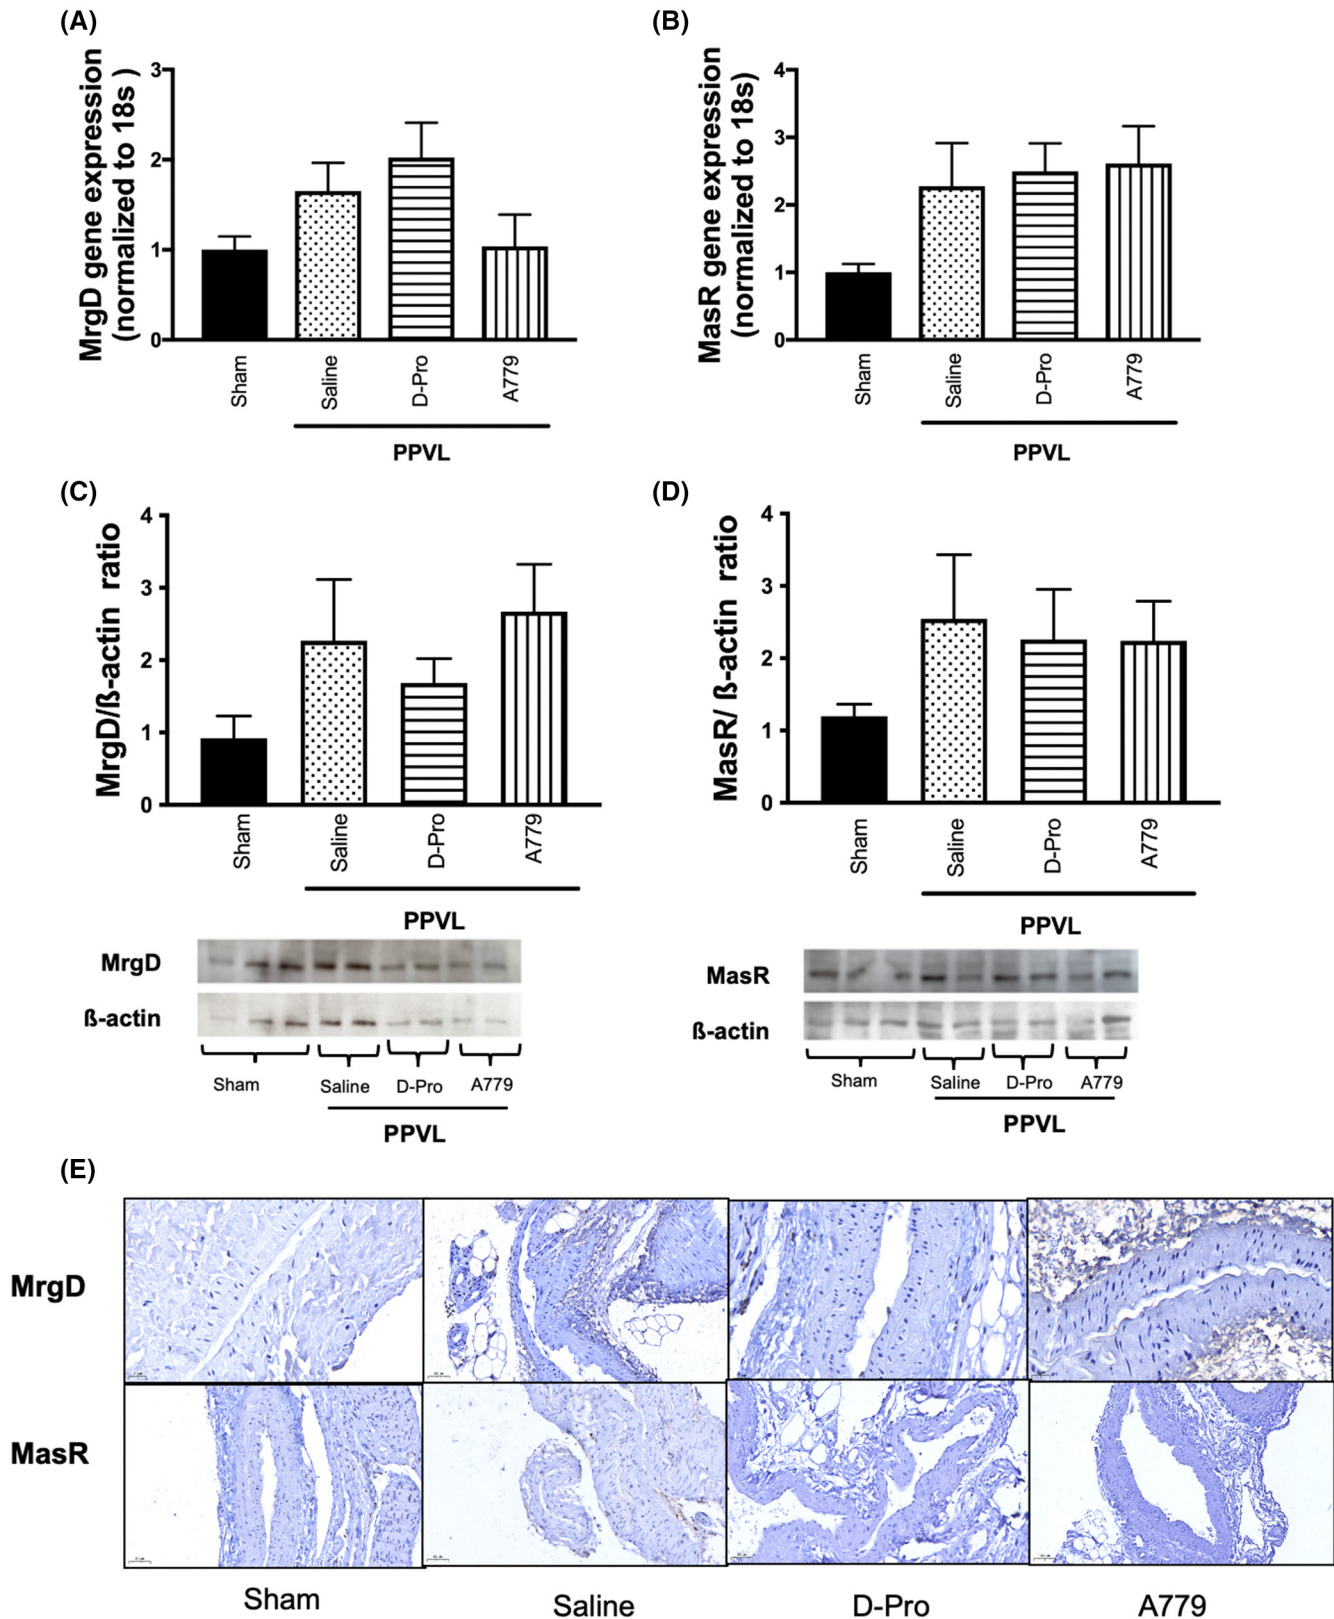 (A)
MrgD gene expression
(normalized to 18s )
3
2
1
0
Sham
Saline
D-Pro
A779
PPVL
(B)
MasR gene expression
(normalized to 18s)
4
3
2
1
0
Sham
Saline
D-Pro
A779
PPVL
(C)
MrgD/ß-actin ratio
4
3
2
1
0
Sham
Saline
D-Pro
A779
PPVL
MrgD
ß-actin
Sham
Saline
D-Pro
A779
PPVL
(D)
MasR/ ß-actin ratio
4
3
2
1
0
Sham
Saline
D-Pro
A779
PPVL
MasR
ß-actin
Sham
Saline
D-Pro
A779
PPVL
(E)
MrgD
MasR
Sham
Saline
D-Pro
A779